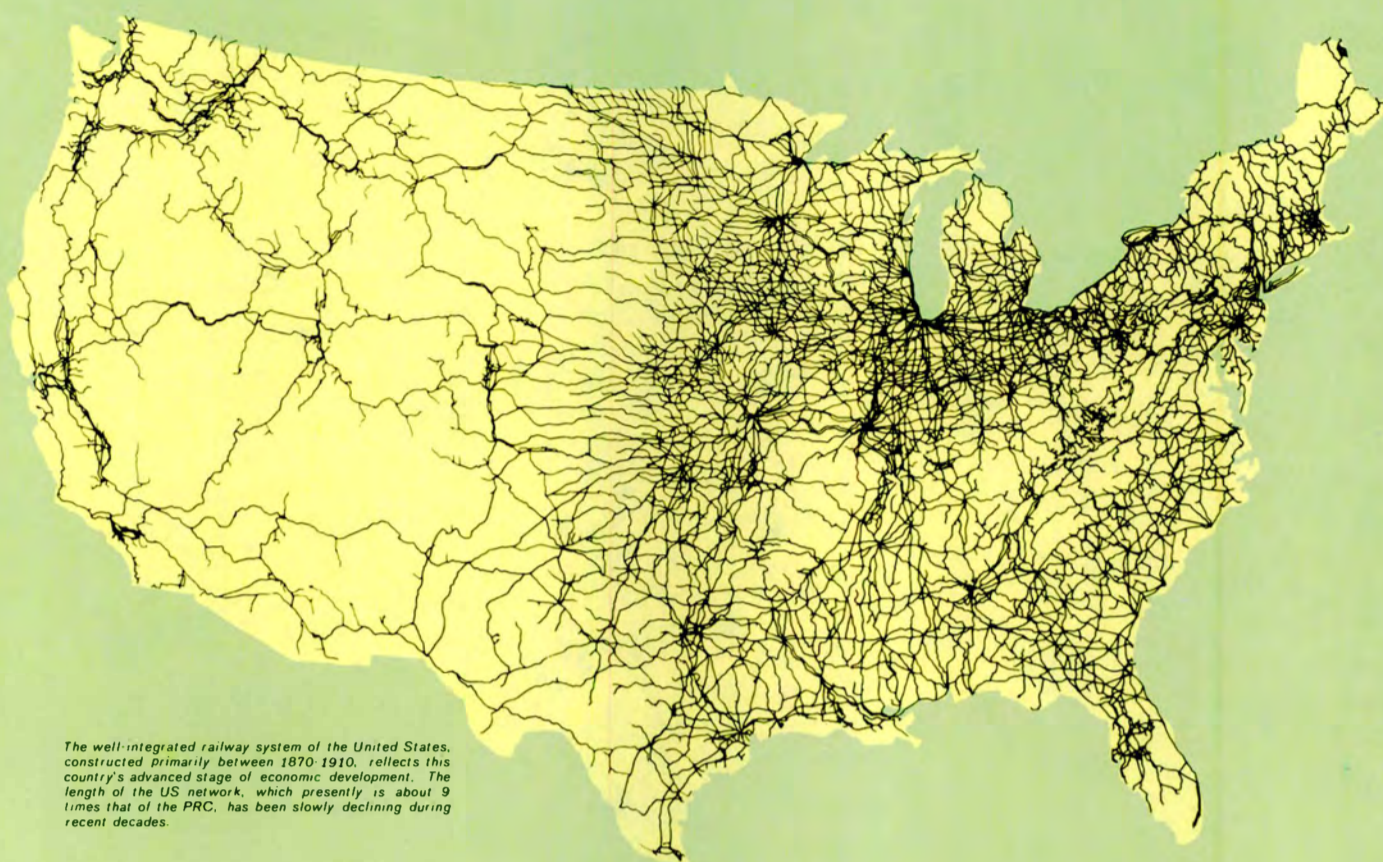 The well-integrated railway system of the United States,
constructed primarily between 1870-1910, reflects this
country's advanced stage of economic development. The
length of the US network, which presently is about 9
times that of the PRC, has been slowly declining during
recent decades.